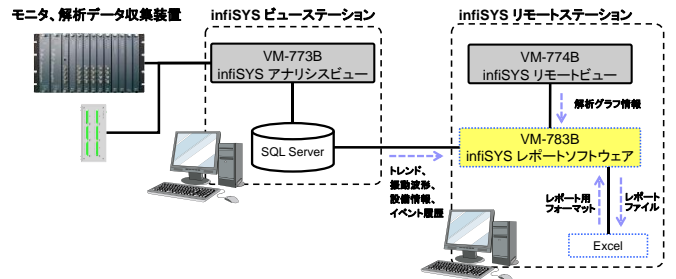 モニタ、解析データ収集装置
infiSYS ビューステーション
infiSYS リモートステーション
VM-773B
infiSYS アナリシスビュー
VM-774B
infiSYS リモートビュー
解析グラフ情報
SQL Server
VM-783B
infiSYS レポートソフトウェア
トレンド、
振動波形、
設備情報、
イベント履歴
レポート用
フォーマット
レポート
ファイル
Excel